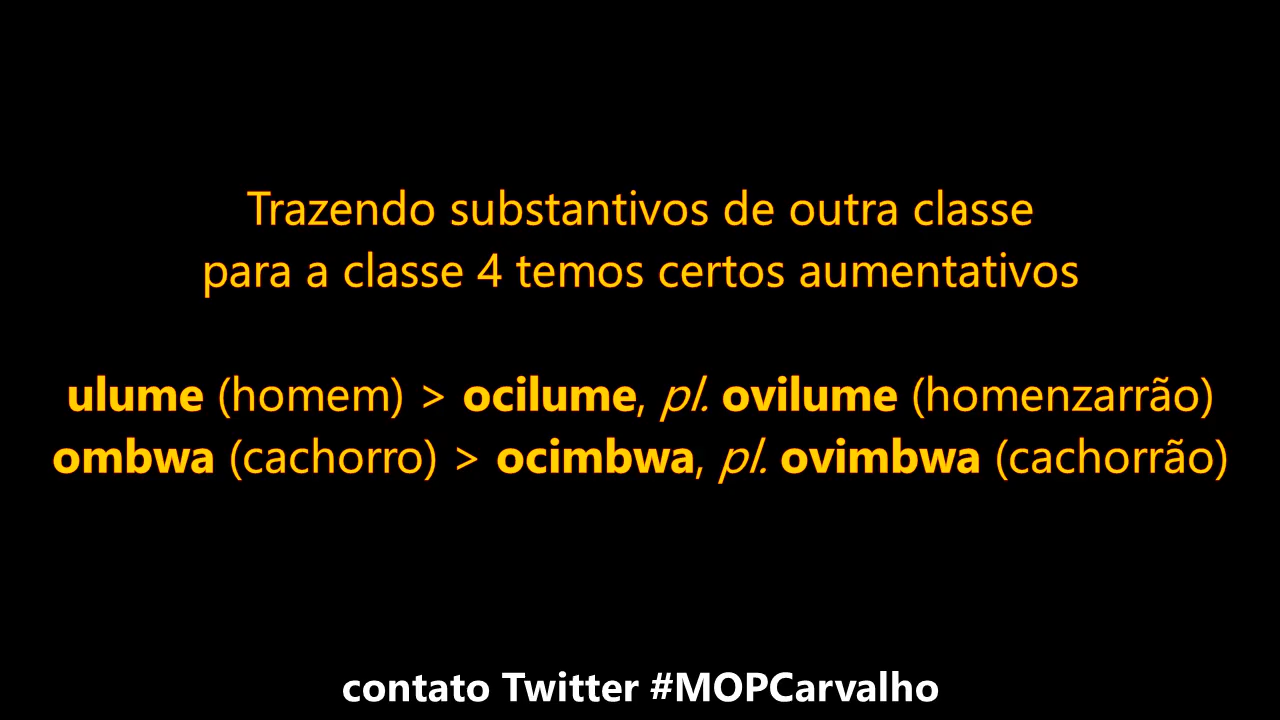 Trazendo substantivos de outra classe
para a classe 4 temos certos aumentativos
ulume (homem) > ocilume, pl. ovilume (homenzarrão)
ombwa (cachorro) > ocimbwa, pl. ovimbwa (cachorrão)
contato Twitter #MOPCarvalho